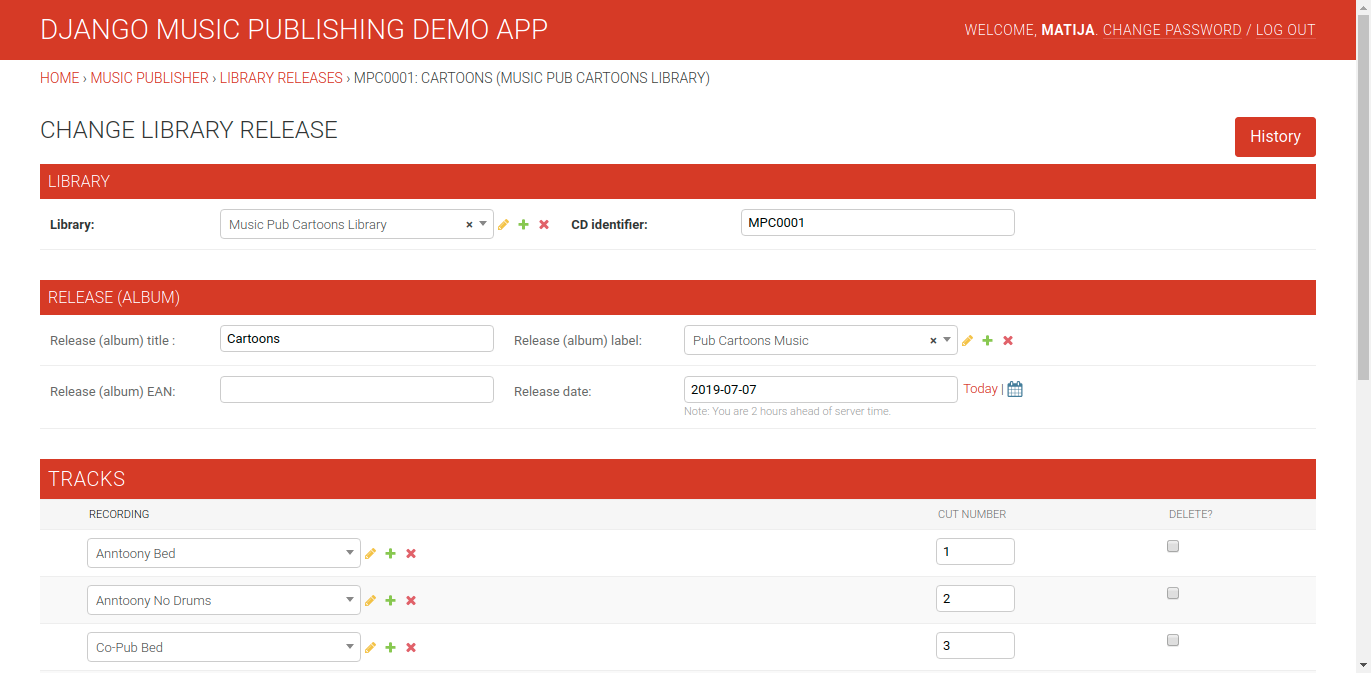 DJANGO MUSIC PUBLISHING DEMO APP
WELCOME, MATIJA. CHANGE PASSWORD / LOG OUT
HOME › MUSIC PUBLISHER › LIBRARY RELEASES › MPC0001: CARTOONS (MUSIC PUB CARTOONS LIBRARY)
CHANGE LIBRARY RELEASE
History
LIBRARY
Library: Music Pub Cartoons Library × CD identifier: MPC0001
RELEASE (ALBUM)
Release (album) title : Cartoons Release (album) label: Pub Cartoons Music ×
Release (album) EAN: Release date: 2019-07-07 Today |
Note: You are 2 hours ahead of server time.
TRACKS
RECORDING CUT NUMBER DELETE?
Anntoony Bed 1
Anntoony No Drums 2
Co-Pub Bed 3